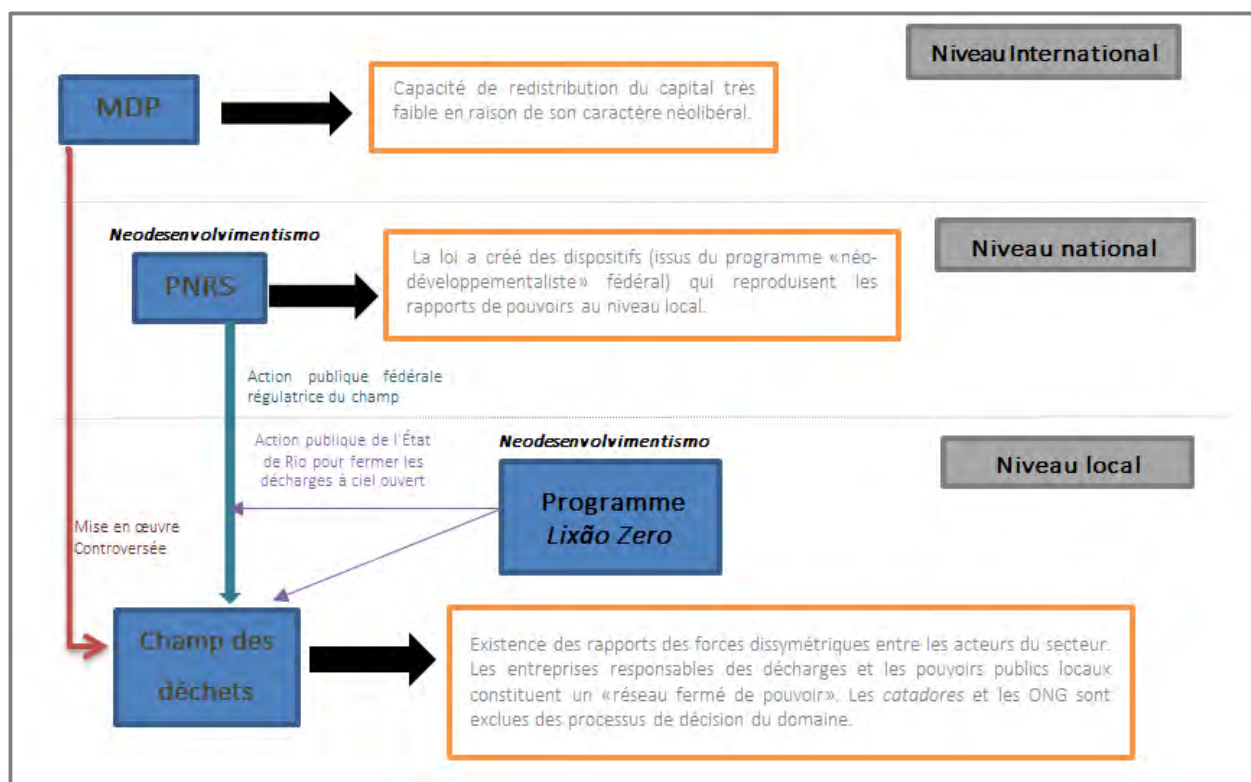 Niveau International
MDP
Capacité de redistribution du capital très
faible en raison de son caractère néolibéral.
Neodesenvolvimentismo
Niveau national
PNRS
La loi a créé des dispositifs (issus du programme «néo-
développementaliste» fédéral) qui reproduisent les
rapports de pouvoirs au niveau local.
Action publique fédérale
régulatrice du champ
Action publique de l'État
de Rio pour fermer les
décharges à ciel ouvert
Neodesenvolvimentismo
Niveau local
Programme
Lixão Zero
Mise en œuvre
Controversée
Champ des
déchets
Existence des rapports des forces dissymétriques entre les acteurs du secteur.
Les entreprises responsables des décharges et les pouvoirs publics locaux
constituent un «réseau fermé de pouvoir». Les catadores et les ONG sont
exclues des processus de décision du domaine.